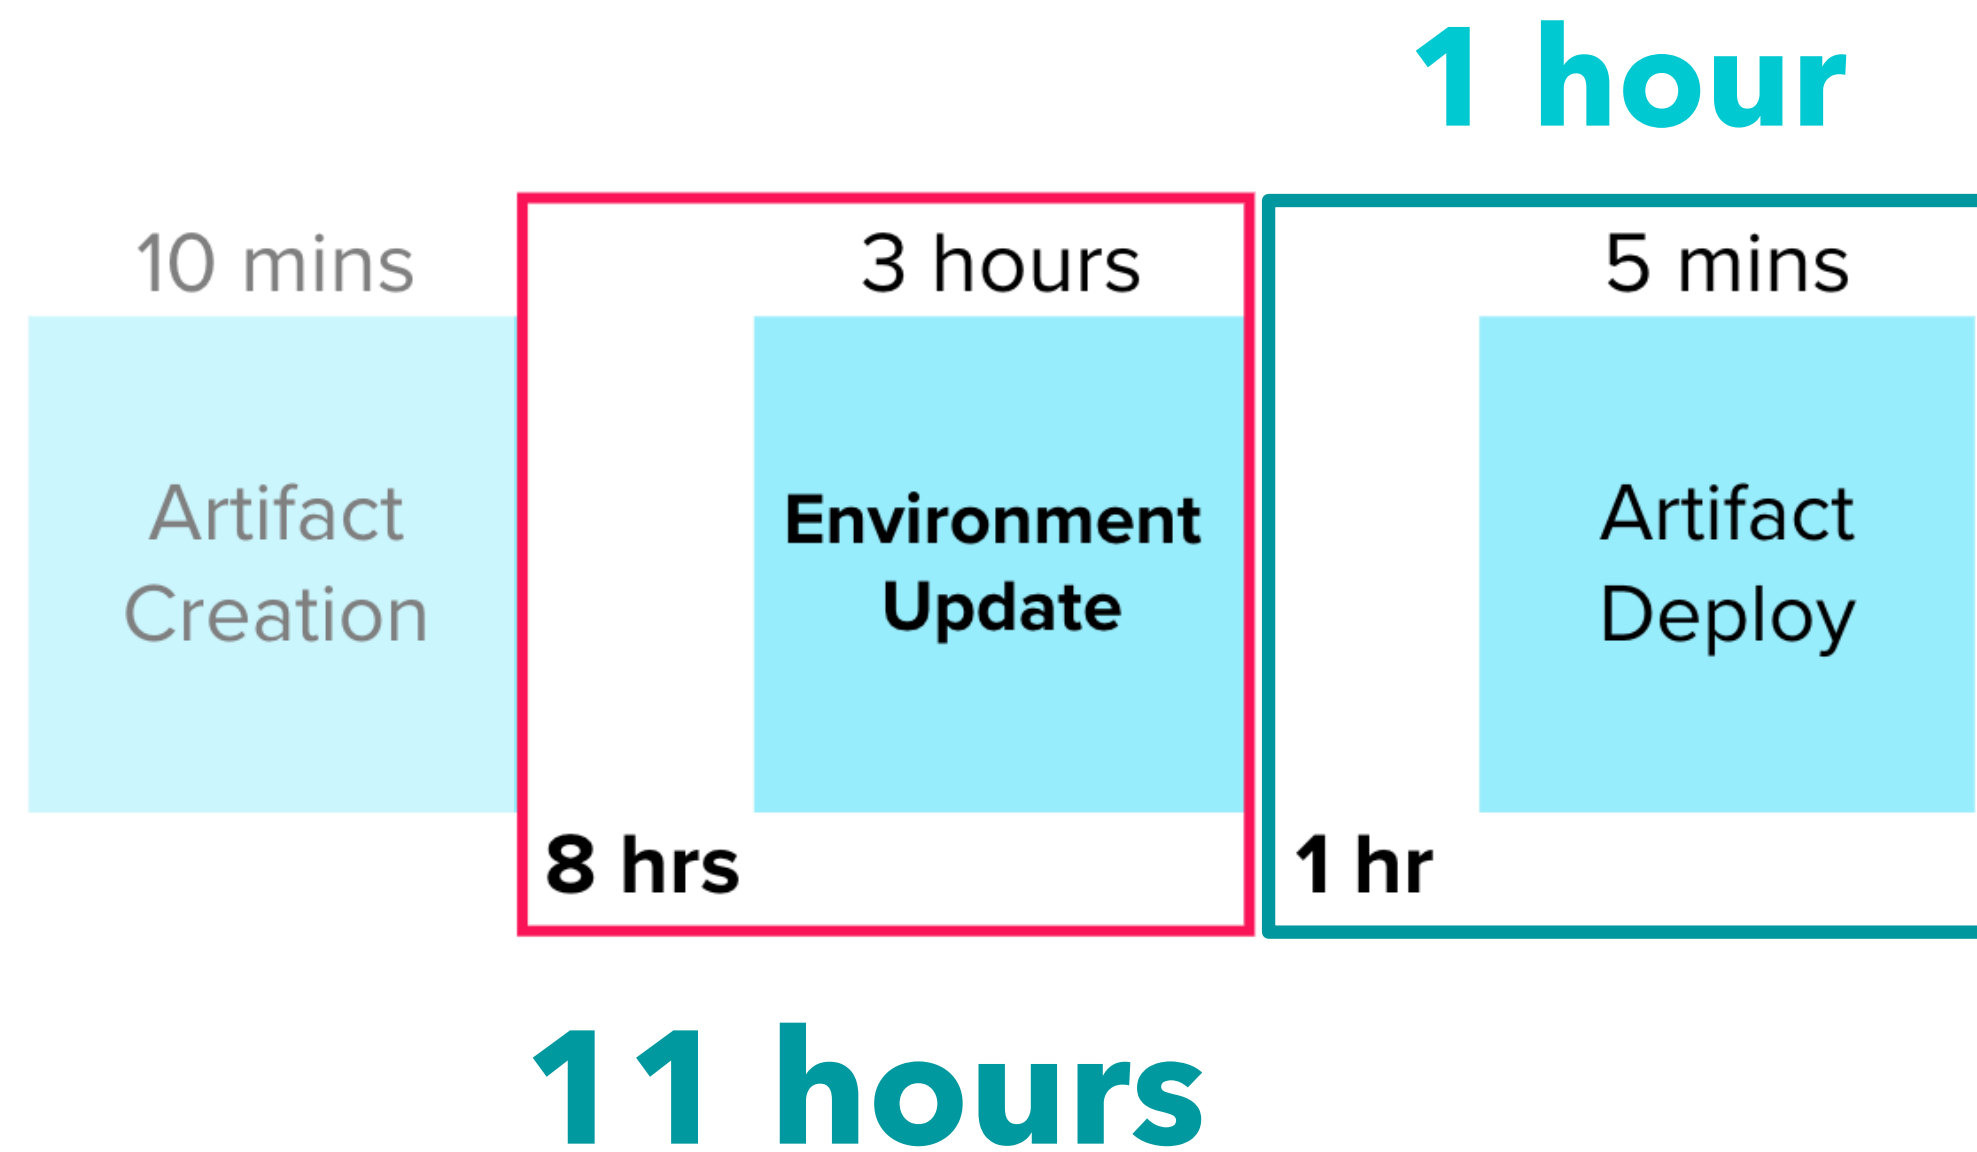 1 hour
10 mins
3 hours
5 mins
Artifact
Creation
Environment
Update
Artifact
Deploy
8 hrs
1 hr
11 hours